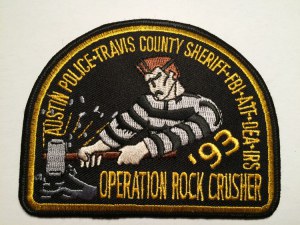 AUSTIN POLICE·TRAVIS COUNTY SHERIFF·FBI·ATF·DEA·IRS
'93
OPERATION ROCK CRUSHER